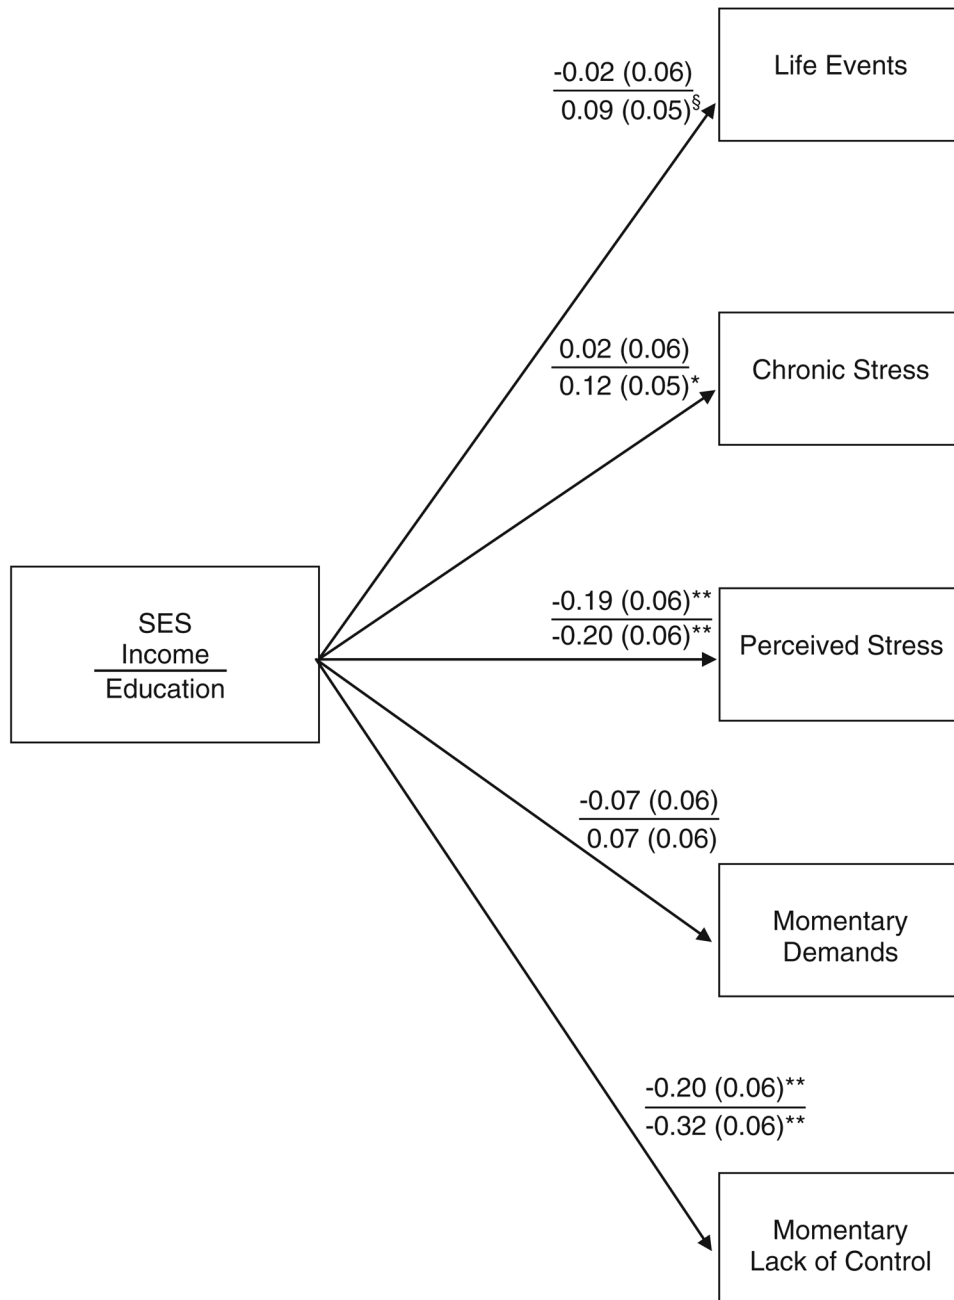 -0.02 (0.06)
0.09 (0.05)§
Life Events
0.02 (0.06)
0.12 (0.05)*
Chronic Stress
SES
Income
Education
-0.19 (0.06)**
-0.20 (0.06)**
Perceived Stress
-0.07 (0.06)
0.07 (0.06)
Momentary
Demands
-0.20 (0.06)**
-0.32 (0.06)**
Momentary
Lack of Control